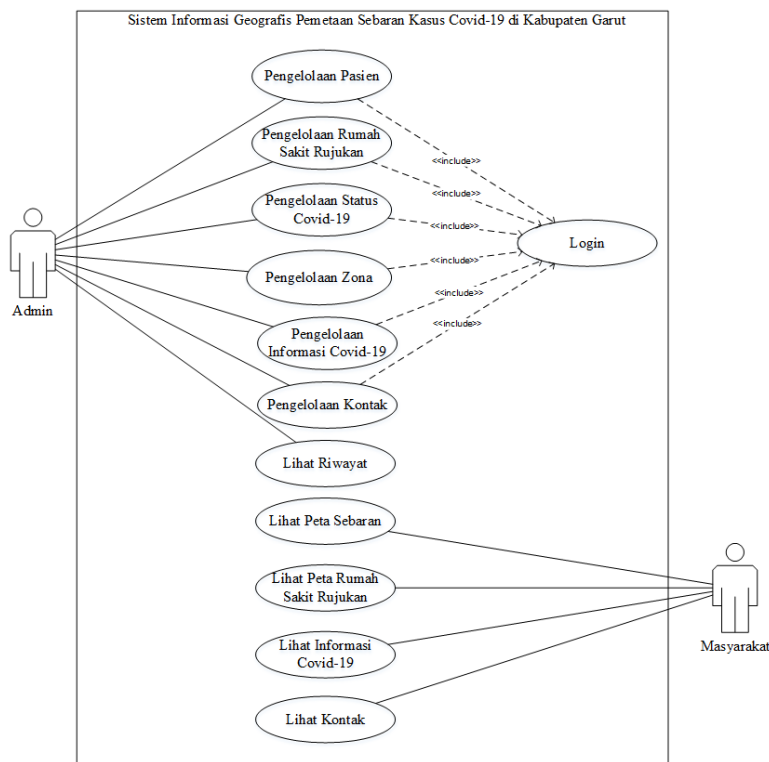 Sistem Informasi Geografis Pemetaan Sebaran Kasus Covid-19 di Kabupaten Garut
Pengelolaan Pasien
Pengelolaan Rumah
Sakit Rujukan
<<include>>
<<include>>
Pengelolaan Status
Covid-19
<<include>>
Login
Admin
Pengelolaan Zona
<<include>>
<<include>>
Pengelolaan
Informasi Covid-19
<<include>>
Pengelolaan Kontak
Lihat Riwayat
Lihat Peta Sebaran
Lihat Peta Rumah
Sakit Rujukan
Lihat Informasi
Covid-19
Masyarakat
Lihat Kontak